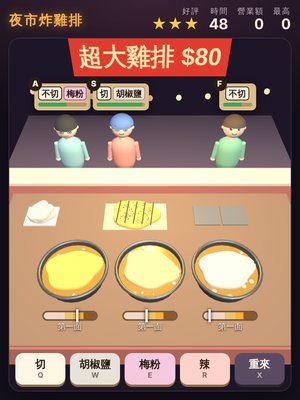 夜市炸雞排
好評 時間 營業額 最高
★★★ 48 0 0
超大雞排 $80
A 不切 梅粉
S 切 胡椒鹽
F 不切
第一面 第一面 第一面
切 胡椒鹽 梅粉 辣 重來
Q W E R X